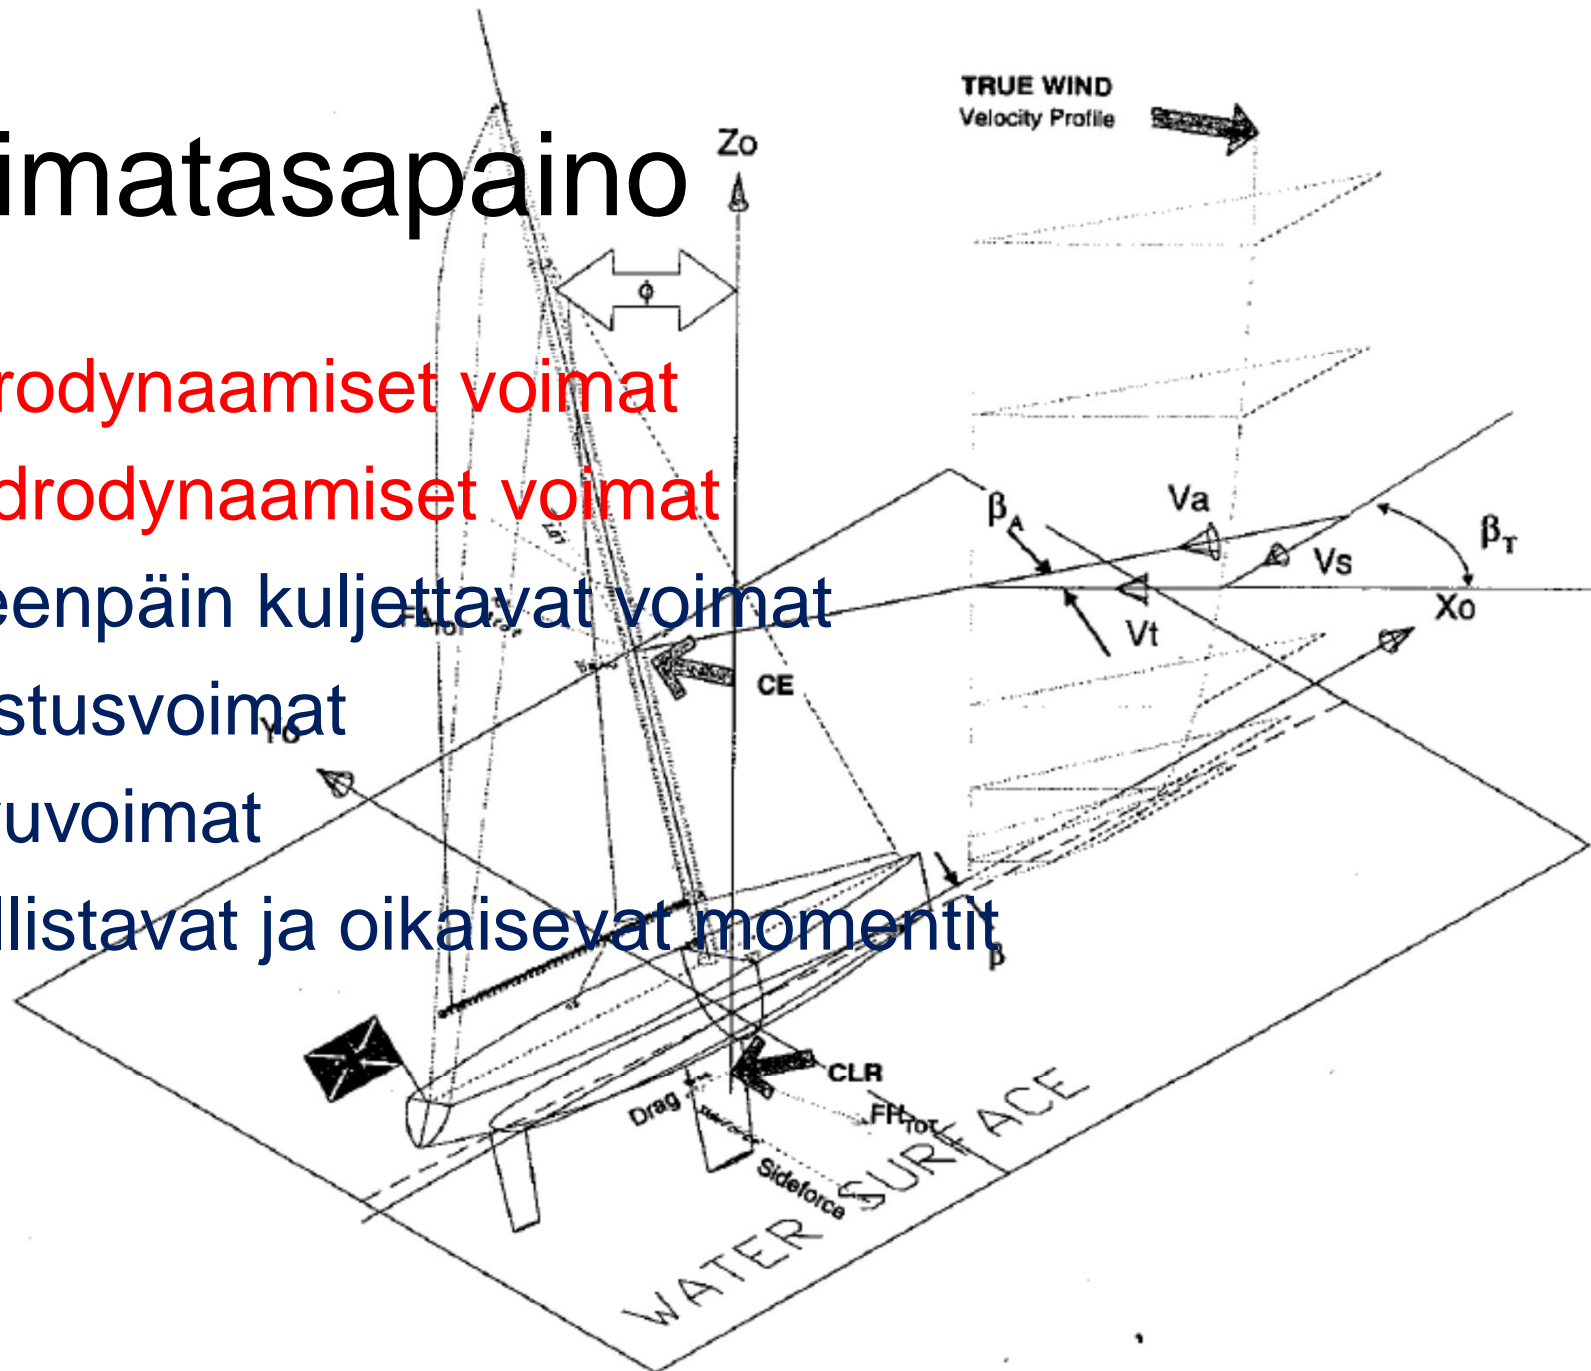 TRUE WIND
Velocity Profile
Zo
imatasapaino
ϕ
rodynaamiset voimat
drodynaamiset voimat
βA
Va
βT
Vs
eenpäin kuljettavat voimat
FATOT
Vt
Xo
CE
stusvoimat
Yo
uvoimat
llistavat ja oikaisevat momentit
β
CLR
Drag
FHTOT
Sideforce
WATER SURFACE